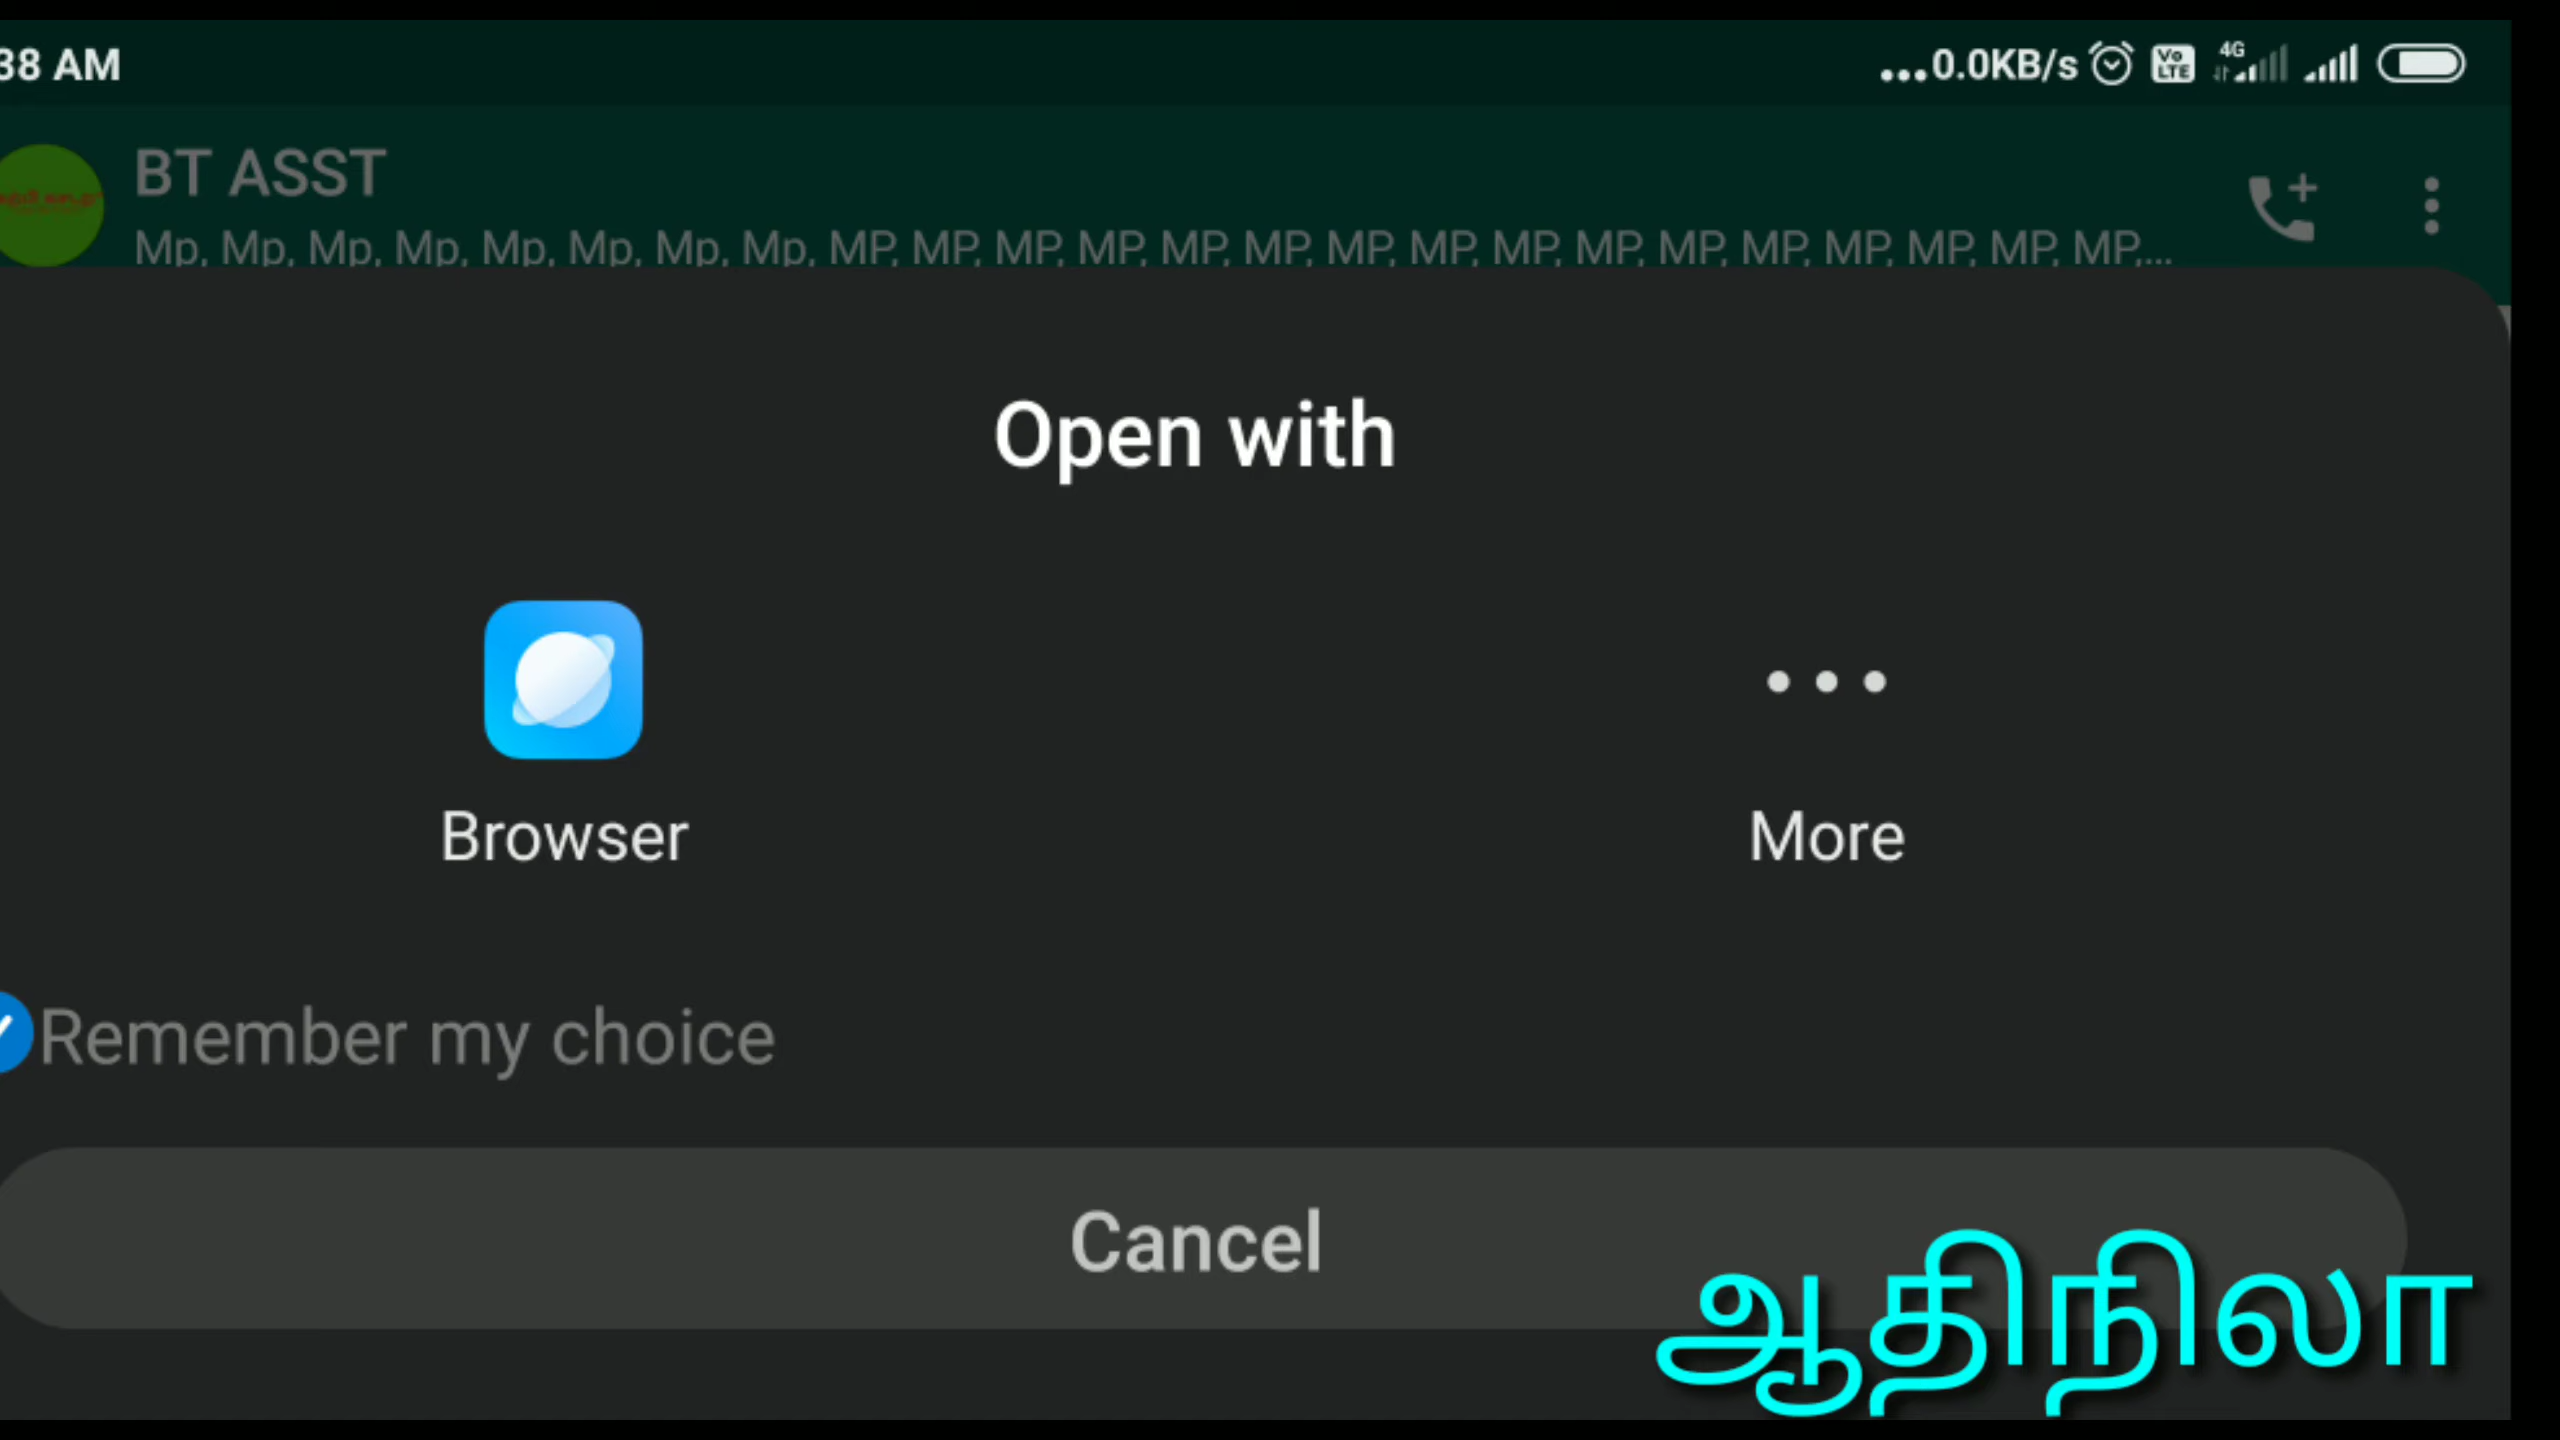 38 AM
...0.0KB/s Vo LTE 4G
BT ASST
Mp, Mp, Mp, Mp, Mp, Mp, Mp, Mp, MP, MP, MP, MP, MP, MP, MP, MP, MP, MP, MP, MP, MP, MP, MP, MP,...
Open with
Browser
More
Remember my choice
Cancel
ஆதிநிலா